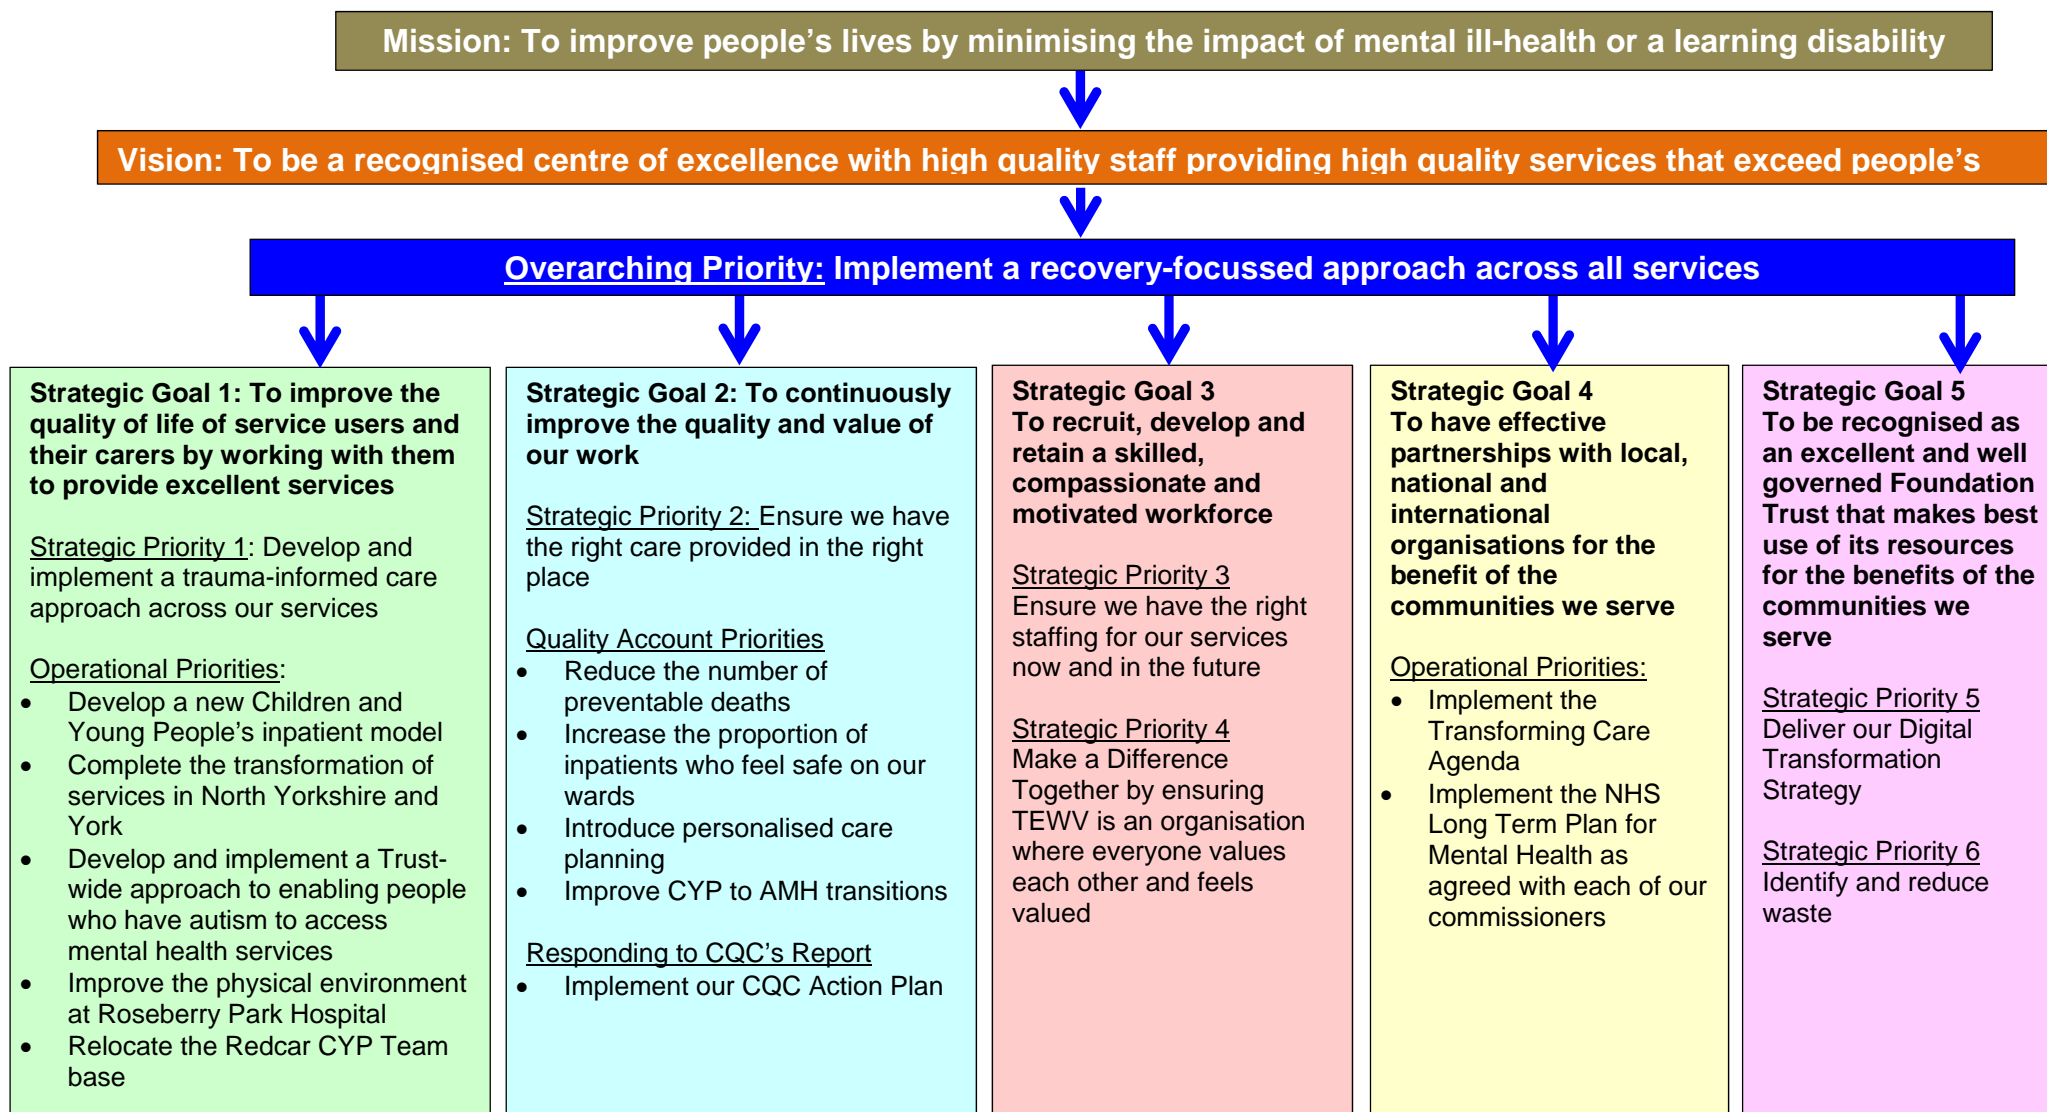 Mission: To improve people’s lives by minimising the impact of mental ill-health or a learning disability
Vision: To be a recognised centre of excellence with high quality staff providing high quality services that exceed people’s
Overarching Priority: Implement a recovery-focussed approach across all services
Strategic Goal 1: To improve the
quality of life of service users and
their carers by working with them
to provide excellent services
Strategic Priority 1: Develop and
implement a trauma-informed care
approach across our services
Operational Priorities:
• Develop a new Children and
Young People’s inpatient model
• Complete the transformation of
services in North Yorkshire and
York
• Develop and implement a Trust-
wide approach to enabling people
who have autism to access
mental health services
• Improve the physical environment
at Roseberry Park Hospital
• Relocate the Redcar CYP Team
base
Strategic Goal 2: To continuously
improve the quality and value of
our work
Strategic Priority 2: Ensure we have
the right care provided in the right
place
Quality Account Priorities
• Reduce the number of
preventable deaths
• Increase the proportion of
inpatients who feel safe on our
wards
• Introduce personalised care
planning
• Improve CYP to AMH transitions
Responding to CQC’s Report
• Implement our CQC Action Plan
Strategic Goal 3
To recruit, develop and
retain a skilled,
compassionate and
motivated workforce
Strategic Priority 3
Ensure we have the right
staffing for our services
now and in the future
Strategic Priority 4
Make a Difference
Together by ensuring
TEWV is an organisation
where everyone values
each other and feels
valued
Strategic Goal 4
To have effective
partnerships with local,
national and
international
organisations for the
benefit of the
communities we serve
Operational Priorities:
• Implement the
Transforming Care
Agenda
• Implement the NHS
Long Term Plan for
Mental Health as
agreed with each of our
commissioners
Strategic Goal 5
To be recognised as
an excellent and well
governed Foundation
Trust that makes best
use of its resources
for the benefits of the
communities we
serve
Strategic Priority 5
Deliver our Digital
Transformation
Strategy
Strategic Priority 6
Identify and reduce
waste